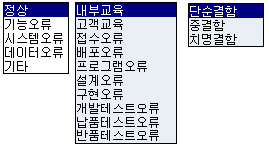 정상
기능오류
시스템오류
데이터오류
기타
내부교육
고객교육
접수오류
배포오류
프로그램오류
설계오류
구현오류
개발테스트오류
납품테스트오류
반품테스트오류
단순결함
중결함
치명결함